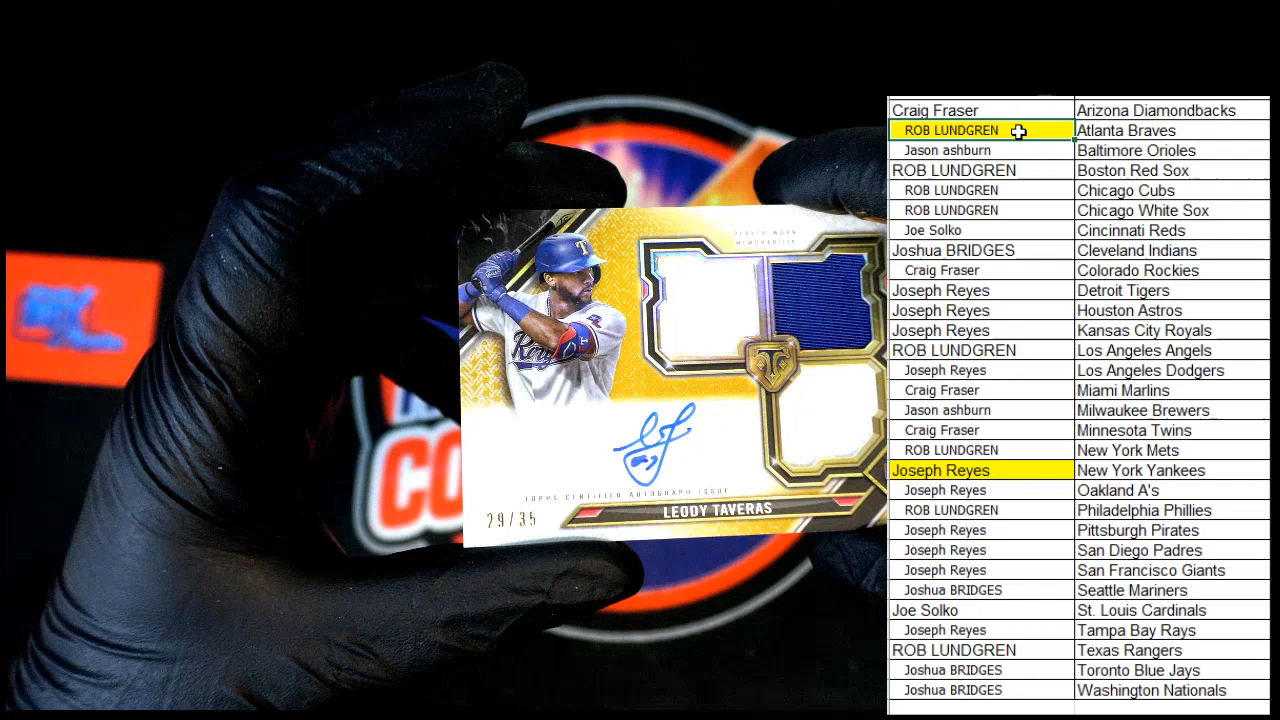 PLAYER WORN
MEMORABILIA
TOPPS CERTIFIED AUTOGRAPH ISSUE
29/35
LEODY TAVERAS
CO
Craig Fraser Arizona Diamondbacks
ROB LUNDGREN Atlanta Braves
Jason ashburn Baltimore Orioles
ROB LUNDGREN Boston Red Sox
ROB LUNDGREN Chicago Cubs
ROB LUNDGREN Chicago White Sox
Joe Solko Cincinnati Reds
Joshua BRIDGES Cleveland Indians
Craig Fraser Colorado Rockies
Joseph Reyes Detroit Tigers
Joseph Reyes Houston Astros
Joseph Reyes Kansas City Royals
ROB LUNDGREN Los Angeles Angels
Joseph Reyes Los Angeles Dodgers
Craig Fraser Miami Marlins
Jason ashburn Milwaukee Brewers
Craig Fraser Minnesota Twins
ROB LUNDGREN New York Mets
Joseph Reyes New York Yankees
Joseph Reyes Oakland A's
ROB LUNDGREN Philadelphia Phillies
Joseph Reyes Pittsburgh Pirates
Joseph Reyes San Diego Padres
Joseph Reyes San Francisco Giants
Joshua BRIDGES Seattle Mariners
Joe Solko St. Louis Cardinals
Joseph Reyes Tampa Bay Rays
ROB LUNDGREN Texas Rangers
Joshua BRIDGES Toronto Blue Jays
Joshua BRIDGES Washington Nationals